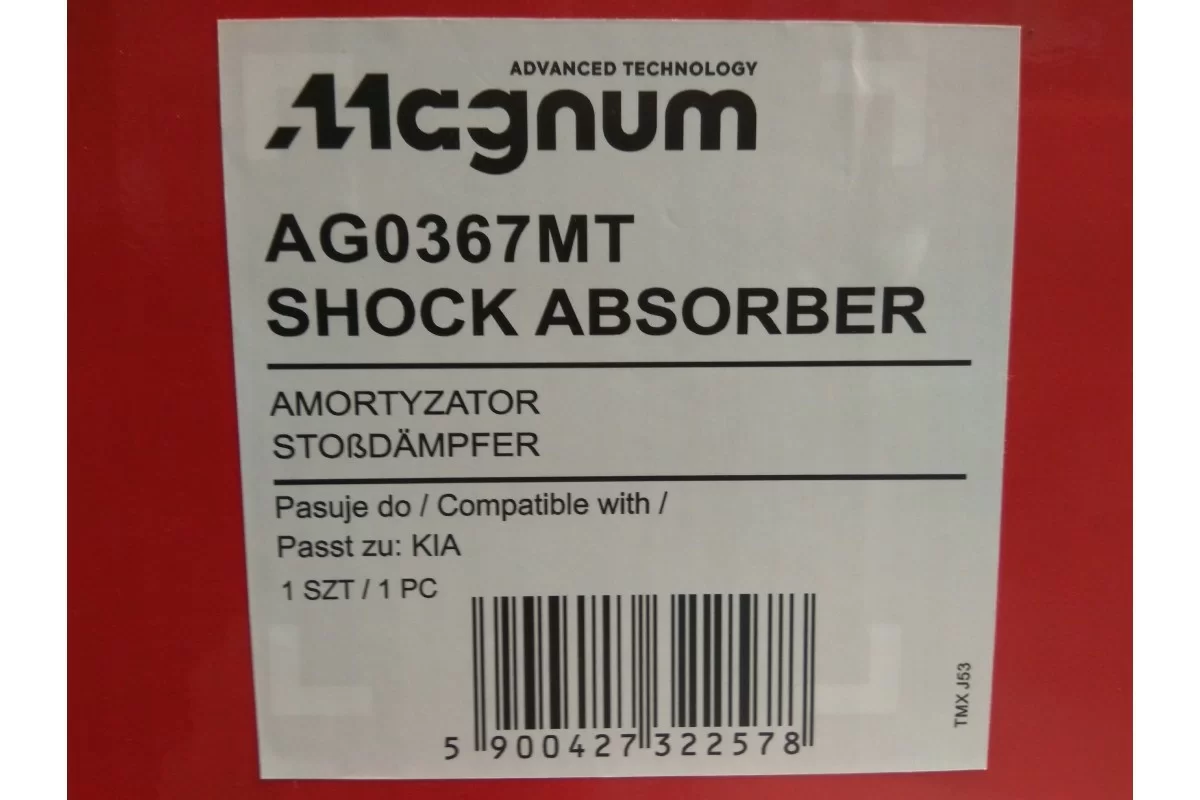 ADVANCED TECHNOLOGY
Magnum
AG0367MT
SHOCK ABSORBER
AMORTYZATOR
STOßDÄMPFER
Pasuje do / Compatible with /
Passt zu: KIA
1 SZT / 1 PC
5 900427 322578
TMX J53